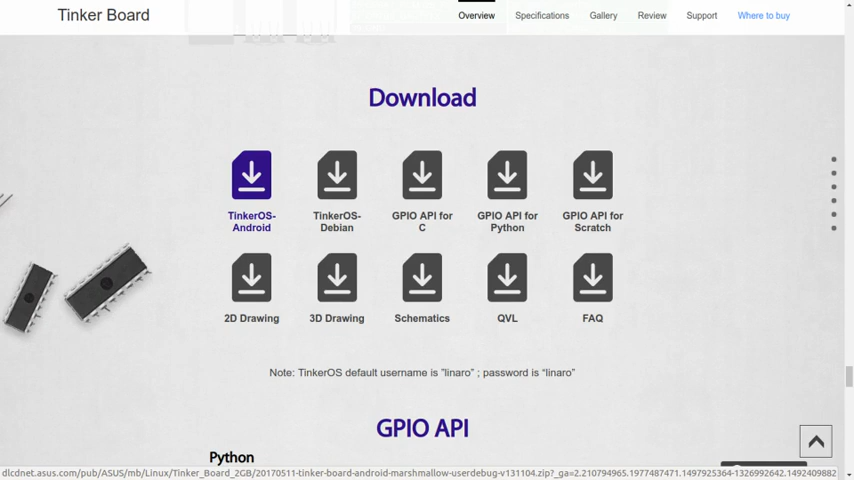 Tinker Board
Overview Specifications Gallery Review Support Where to buy
Download
TinkerOS-Android
TinkerOS-Debian
GPIO API for C
GPIO API for Python
GPIO API for Scratch
2D Drawing
3D Drawing
Schematics
QVL
FAQ
Note: TinkerOS default username is "linaro" ; password is “linaro”
GPIO API
Python
dlcdnet.asus.com/pub/ASUS/mb/Linux/Tinker_Board_2GB/20170511-tinker-board-android-marshmallow-userdebug-v131104.zip?_ga=2.210794965.1977487471.1497925364-1326992642.1492409882